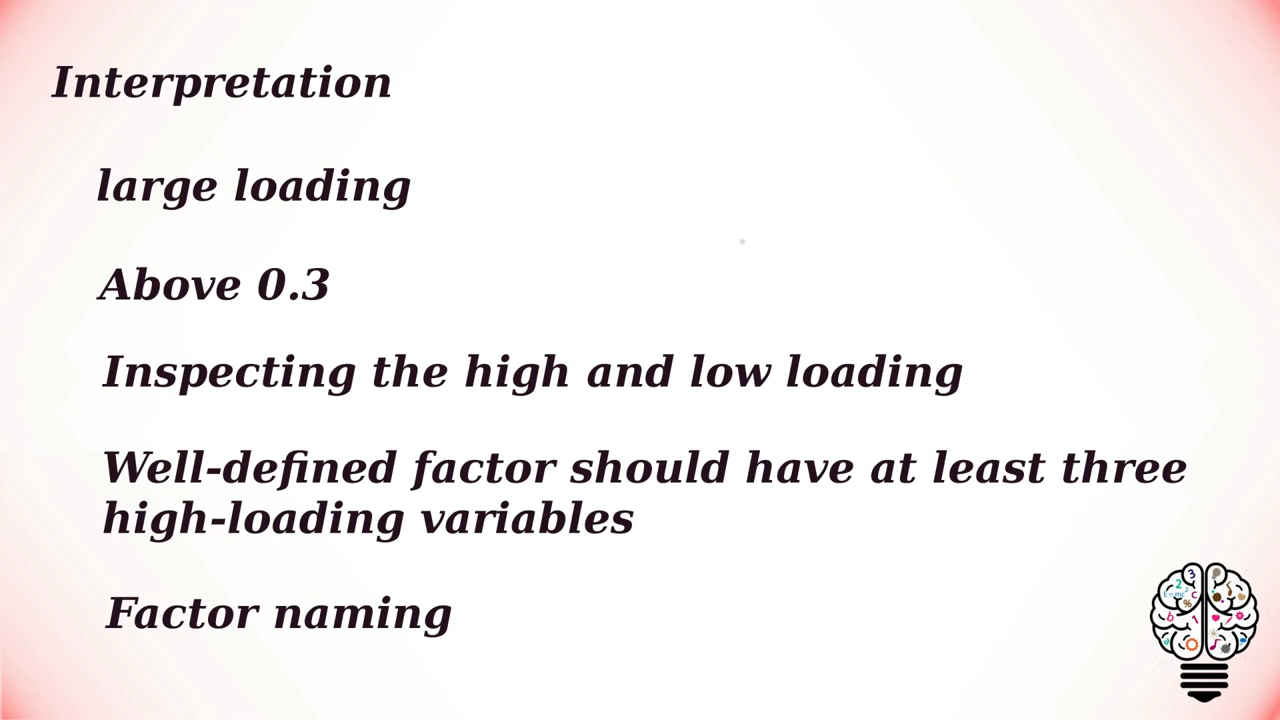 Interpretation
large loading
Above 0.3
Inspecting the high and low loading
Well-defined factor should have at least three
high-loading variables
Factor naming